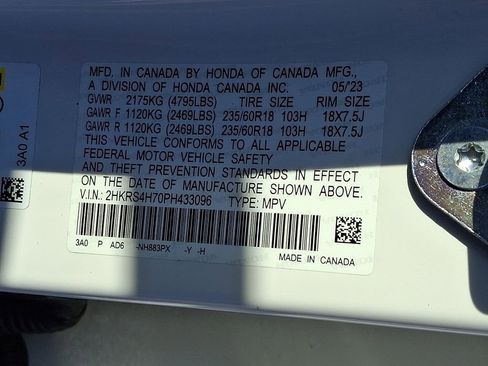 MFD. IN CANADA BY HONDA OF CANADA MFG.,
A DIVISION OF HONDA CANADA INC. 05/'23
GVWR 2175KG (4795LBS) TIRE SIZE RIM SIZE
GAWR F 1120KG (2469LBS) 235/60R18 103H 18X7.5J
GAWR R 1120KG (2469LBS) 235/60R18 103H 18X7.5J
THIS VEHICLE CONFORMS TO ALL APPLICABLE
FEDERAL MOTOR VEHICLE SAFETY
AND THEFT PREVENTION STANDARDS IN EFFECT
ON THE DATE OF MANUFACTURE SHOWN ABOVE.
V.I.N.: 2HKRS4H70PH433096 TYPE: MPV
3A0 P AD6 -NH883PX -Y -H
MADE IN CANADA
3A0 A1